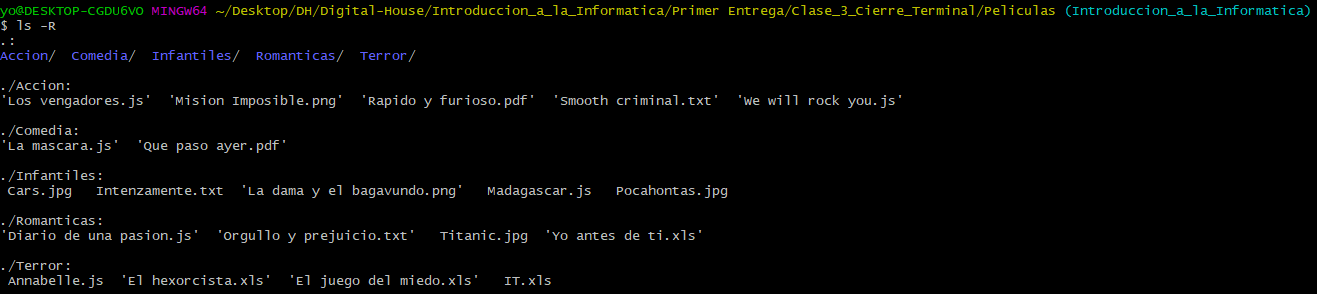 yo@DESKTOP-CGDU6VO MINGW64 ~/Desktop/DH/Digital-House/Introduccion_a_la_Informatica/Primer Entrega/Clase_3_Cierre_Terminal/Peliculas (Introduccion_a_la_Informatica)
$ ls -R
.:
Accion/  Comedia/  Infantiles/  Romanticas/  Terror/

./Accion:
'Los vengadores.js'  'Mision Imposible.png'  'Rapido y furioso.pdf'  'Smooth criminal.txt'  'We will rock you.js'

./Comedia:
'La mascara.js'  'Que paso ayer.pdf'

./Infantiles:
 Cars.jpg   Intenzamente.txt  'La dama y el bagavundo.png'   Madagascar.js   Pocahontas.jpg

./Romanticas:
'Diario de una pasion.js'  'Orgullo y prejuicio.txt'   Titanic.jpg  'Yo antes de ti.xls'

./Terror:
 Annabelle.js  'El hexorcista.xls'  'El juego del miedo.xls'   IT.xls